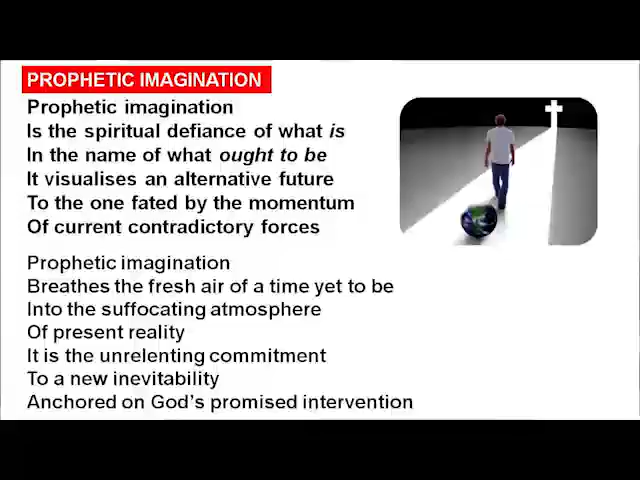 PROPHETIC IMAGINATION
Prophetic imagination
Is the spiritual defiance of what is
In the name of what ought to be
It visualises an alternative future
To the one fated by the momentum
Of current contradictory forces
Prophetic imagination
Breathes the fresh air of a time yet to be
Into the suffocating atmosphere
Of present reality
It is the unrelenting commitment
To a new inevitability
Anchored on God's promised intervention